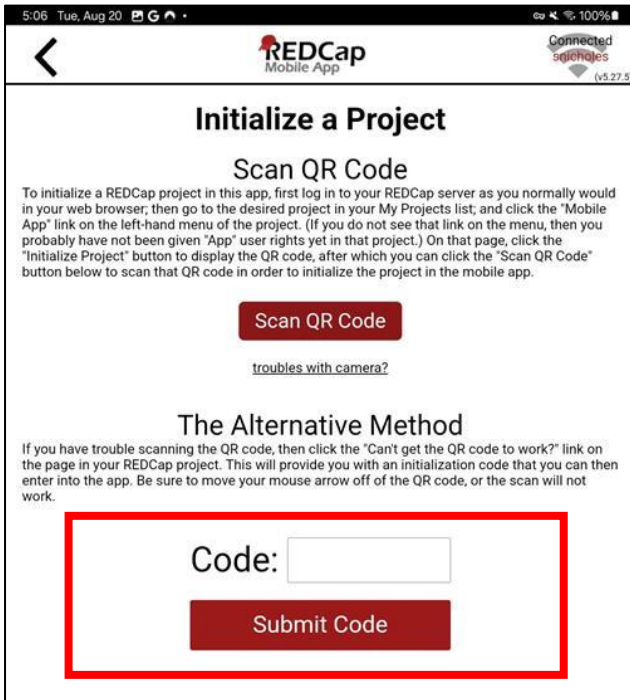 5:06 Tue, Aug 20 P G
100%
REDCap
Mobile App
Connected
snicholes
(v5.27.5
Initialize a Project
Scan QR Code
To initialize a REDCap project in this app, first log in to your REDCap server as you normally would
in your web browser; then go to the desired project in your My Projects list; and click the "Mobile
App" link on the left-hand menu of the project. (If you do not see that link on the menu, then you
probably have not been given "App" user rights yet in that project.) On that page, click the
"Initialize Project" button to display the QR code, after which you can click the "Scan QR Code"
button below to scan that QR code in order to initialize the project in the mobile app.
Scan QR Code
troubles with camera?
The Alternative Method
If you have trouble scanning the QR code, then click the "Can't get the QR code to work?" link on
the page in your REDCap project. This will provide you with an initialization code that you can then
enter into the app. Be sure to move your mouse arrow off of the QR code, or the scan will not
work.
Code:
Submit Code